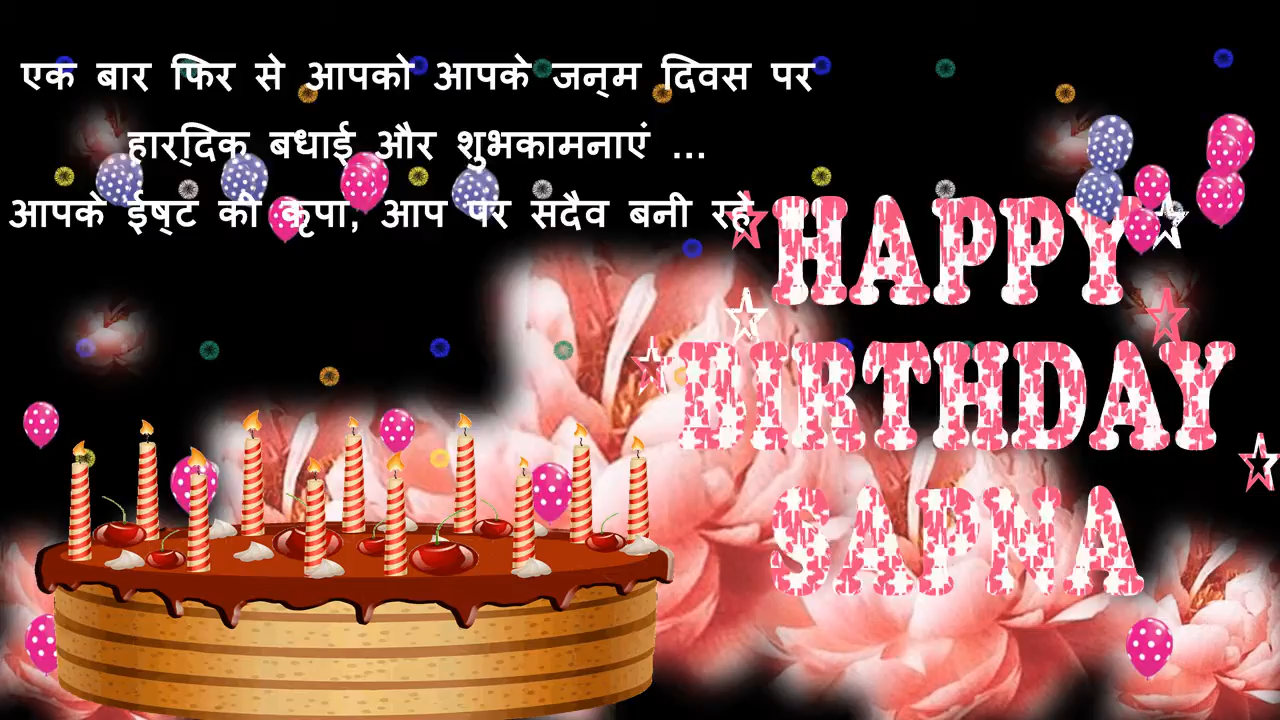 एक बार फिर से आपको आपके जन्म दिवस पर
हार्दिक बधाई और शुभकामनाएं ...
आपके ईष्ट की कृपा, आप पर सदैव बनी रहे
HAPPY
BIRTHDAY
SAPNA